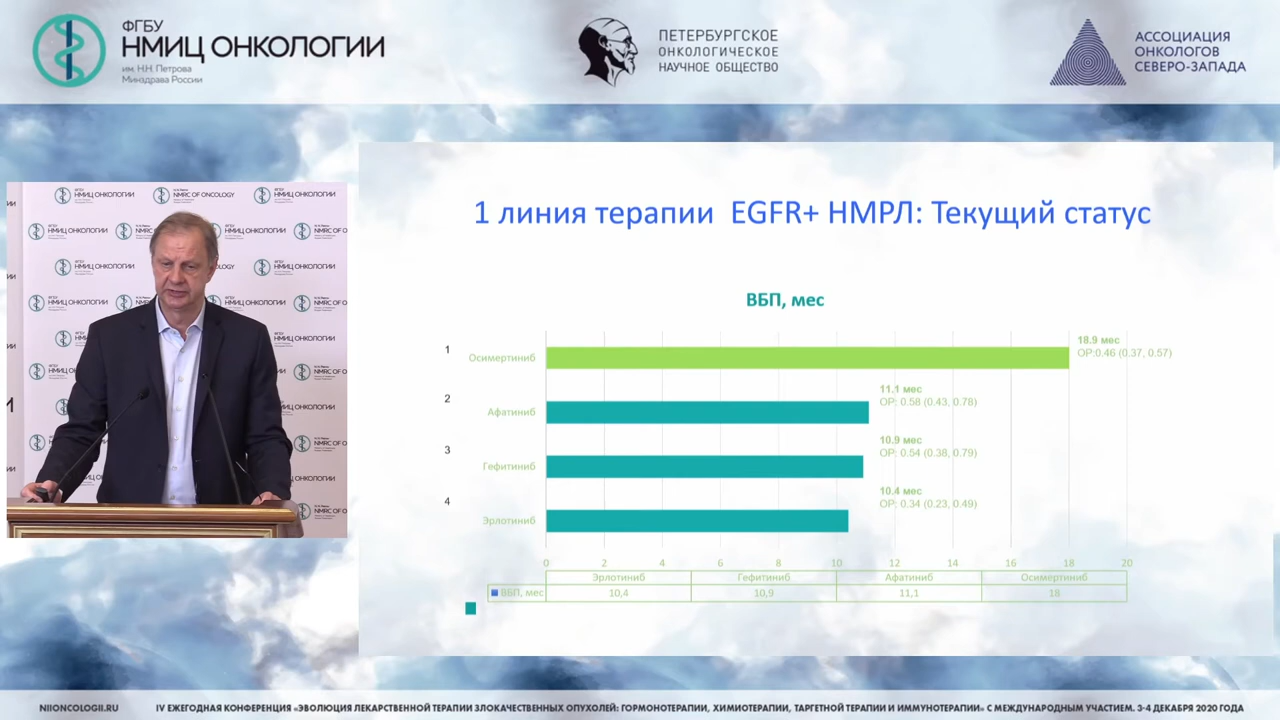 ФГБУ
НМИЦ ОНКОЛОГИИ
им. Н.Н. Петрова
Минздрава России
ПЕТЕРБУРГСКОЕ
ОНКОЛОГИЧЕСКОЕ
НАУЧНОЕ ОБЩЕСТВО
АССОЦИАЦИЯ
ОНКОЛОГОВ
СЕВЕРО-ЗАПАДА
NMRC OF ONCOLOGY
НМИЦ ОНКОЛОГИИ
1 линия терапии EGFR+ НМРЛ: Текущий статус
ВБП, мес
1
Осимертиниб
18.9 мес
ОР:0.46 (0.37, 0.57)
2
Афатиниб
11.1 мес
ОР: 0.58 (0.43, 0.78)
3
Гефитиниб
10.9 мес
ОР: 0.54 (0.38, 0.79)
4
Эрлотиниб
10.4 мес
ОР: 0.34 (0.23, 0.49)
0 2 4 6 8 10 12 14 16 18 20
Эрлотиниб Гефитиниб Афатиниб Осимертиниб
ВБП, мес 10,4 10,9 11,1 18
NIIONCOLOGII.RU
IV ЕЖЕГОДНАЯ КОНФЕРЕНЦИЯ «ЭВОЛЮЦИЯ ЛЕКАРСТВЕННОЙ ТЕРАПИИ ЗЛОКАЧЕСТВЕННЫХ ОПУХОЛЕЙ: ГОРМОНОТЕРАПИИ, ХИМИОТЕРАПИИ, ТАРГЕТНОЙ ТЕРАПИИ И ИММУНОТЕРАПИИ» С МЕЖДУНАРОДНЫМ УЧАСТИЕМ. 3-4 ДЕКАБРЯ 2020 ГОДА